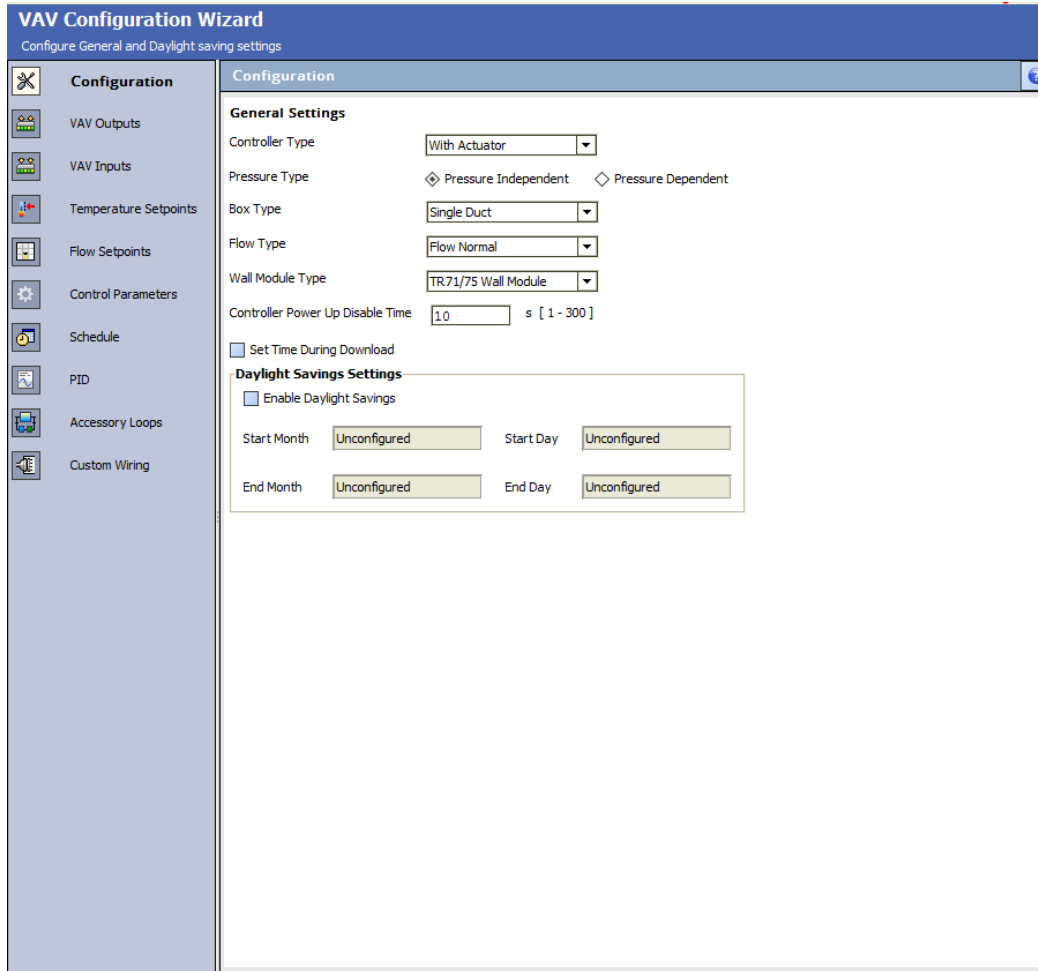 VAV Configuration Wizard
Configure General and Daylight saving settings
Configuration
VAV Outputs
VAV Inputs
Temperature Setpoints
Flow Setpoints
Control Parameters
Schedule
PID
Accessory Loops
Custom Wiring
Configuration
?
General Settings
Controller Type With Actuator
Pressure Type Pressure Independent Pressure Dependent
Box Type Single Duct
Flow Type Flow Normal
Wall Module Type TR71/75 Wall Module
Controller Power Up Disable Time 10 s [ 1 - 300 ]
Set Time During Download
Daylight Savings Settings
Enable Daylight Savings
Start Month Unconfigured Start Day Unconfigured
End Month Unconfigured End Day Unconfigured